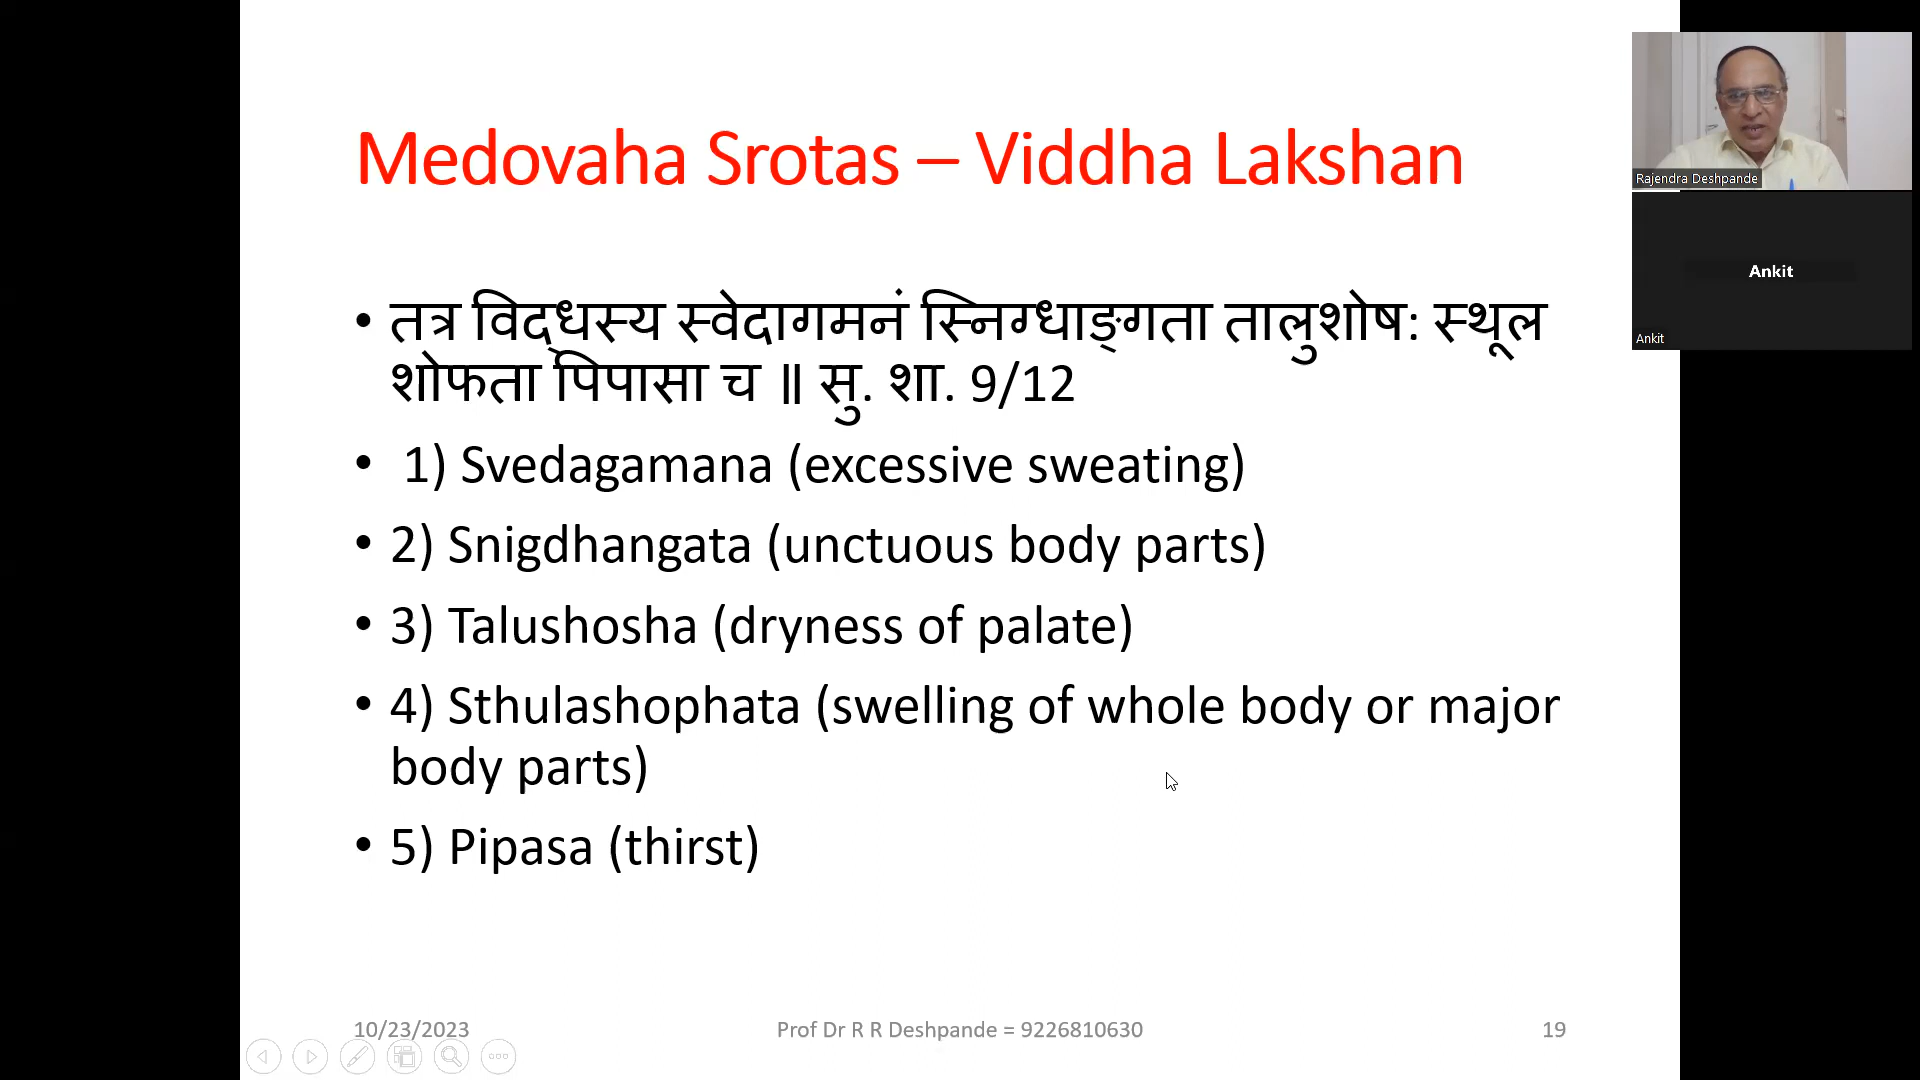 Medovaha Srotas – Viddha Lakshan
• तत्र विद्धस्य स्वेदागमनं स्निग्धाङ्गता तालुशोष: स्थूल
शोफता पिपासा च ॥ सु. शा. 9/12
• 1) Svedagamana (excessive sweating)
• 2) Snigdhangata (unctuous body parts)
• 3) Talushosha (dryness of palate)
• 4) Sthulashophata (swelling of whole body or major
body parts)
• 5) Pipasa (thirst)
10/23/2023
Prof Dr R R Deshpande = 9226810630
19
Rajendra Deshpande
Ankit
Ankit